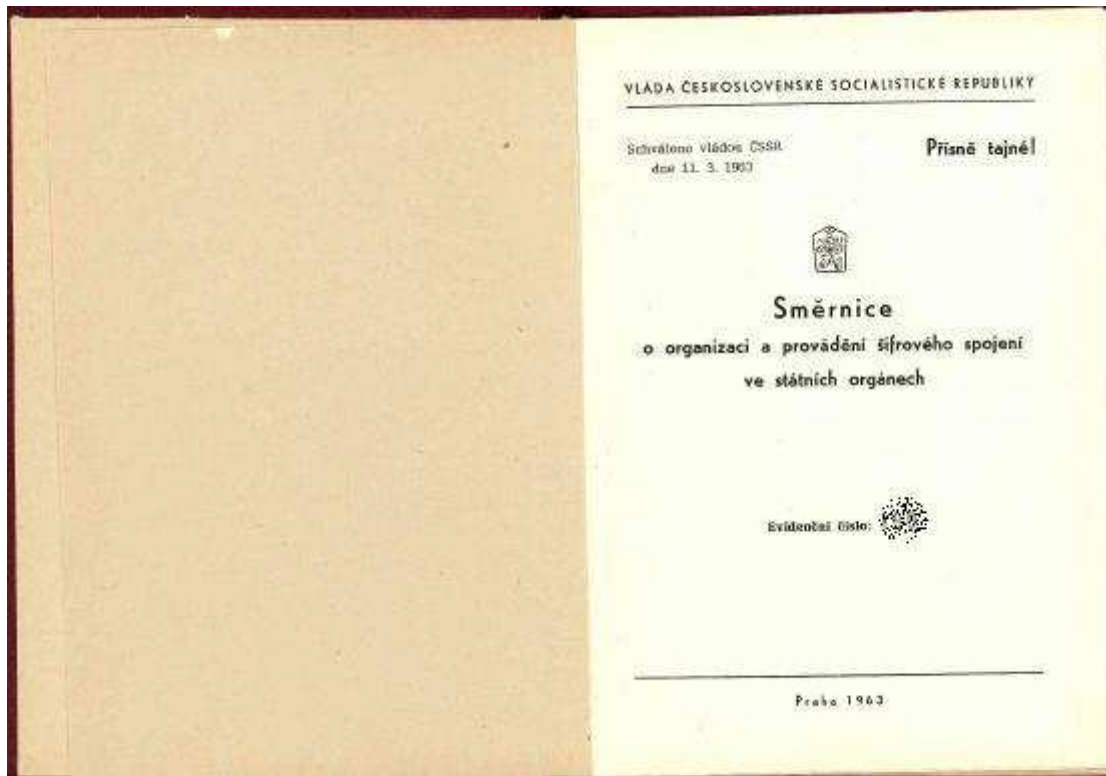 VLÁDA ČESKOSLOVENSKÉ SOCIALISTICKÉ REPUBLIKY
Schváleno vládou ČSSR
dne 11. 3. 1963
Přísně tajné!
Směrnice
o organizaci a provádění šifrového spojení
ve státních orgánech
Evidenční číslo:
Praha 1963